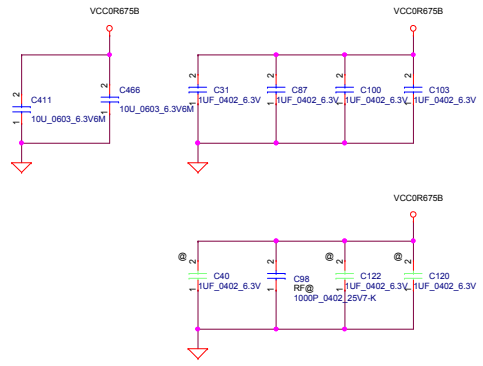 VCC0R675B
VCC0R675B
2
C411
1
10U_0603_6.3V6M
2
C466
1
10U_0603_6.3V6M
2
C31
1
1UF_0402_6.3V
2
C87
1
1UF_0402_6.3V
2
C100
1
1UF_0402_6.3V
2
C103
1
1UF_0402_6.3V
VCC0R675B
@
2
C40
1
1UF_0402_6.3V
2
C98
RF@
1
1000P_0402_25V7-K
@
2
C122
1
1UF_0402_6.3V
@
2
C120
1
1UF_0402_6.3V